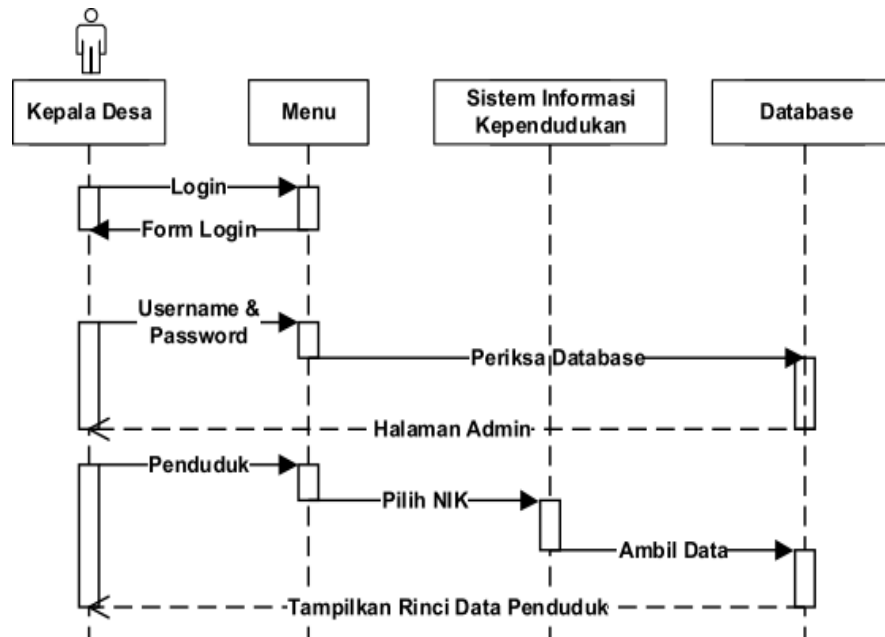 Kepala Desa
Menu
Sistem Informasi
Kependudukan
Database
Login
Form Login
Username &
Password
Periksa Database
Halaman Admin
Penduduk
Pilih NIK
Ambil Data
Tampilkan Rinci Data Penduduk